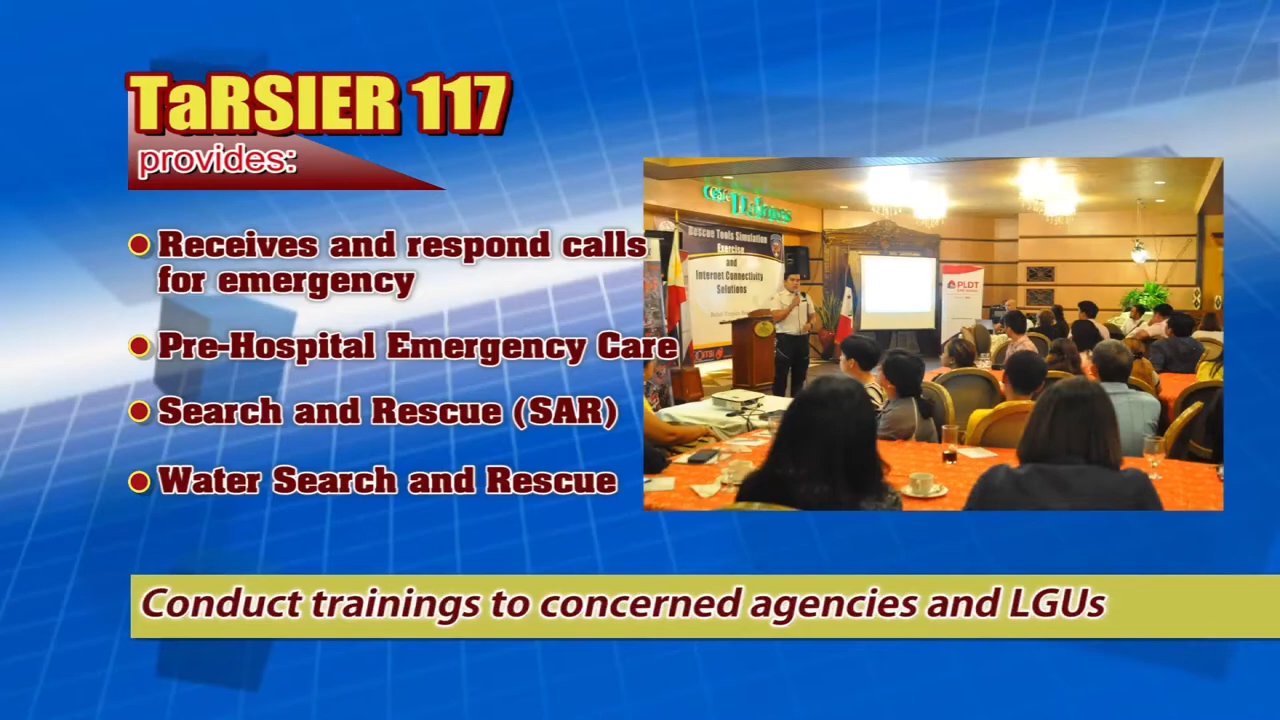 TaRSIER 117
provides:
Receives and respond calls
for emergency
Pre-Hospital Emergency Care
Search and Rescue (SAR)
Water Search and Rescue
Rescue Tools Simulation
Exercise
and
Internet Connectivity
Solutions
PLDT
Conduct trainings to concerned agencies and LGUs